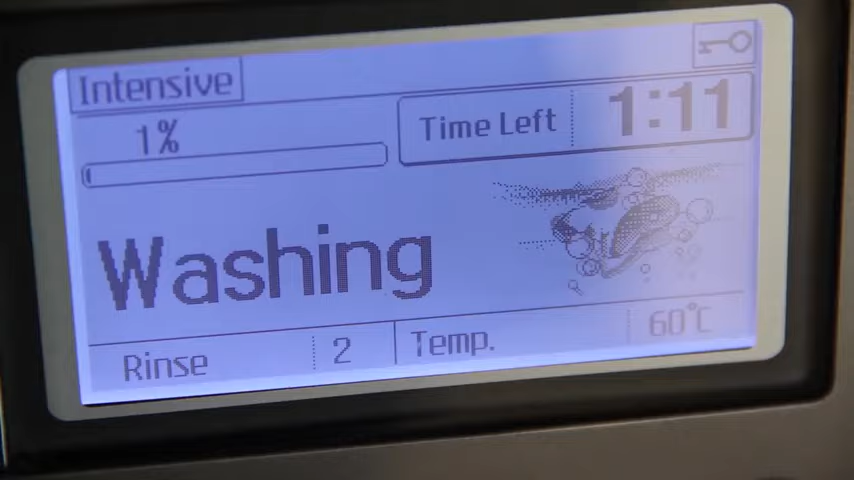 Intensive
1%
Time Left 1:11
Washing
Rinse 2 Temp. 60°C